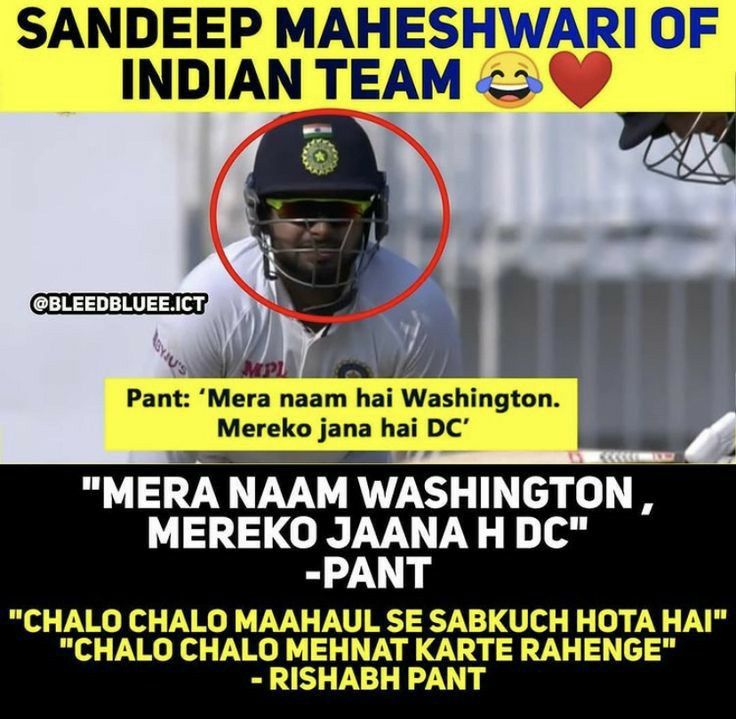 SANDEEP MAHESHWARI OF
INDIAN TEAM 😂❤️
@BLEEDBLUEE.ICT
BYJU'S
MPL
Pant: ‘Mera naam hai Washington.
Mereko jana hai DC’
"MERA NAAM WASHINGTON,
MEREKO JAANA H DC"
-PANT
"CHALO CHALO MAAHAUL SE SABKUCH HOTA HAI"
"CHALO CHALO MEHNAT KARTE RAHENGE"
- RISHABH PANT